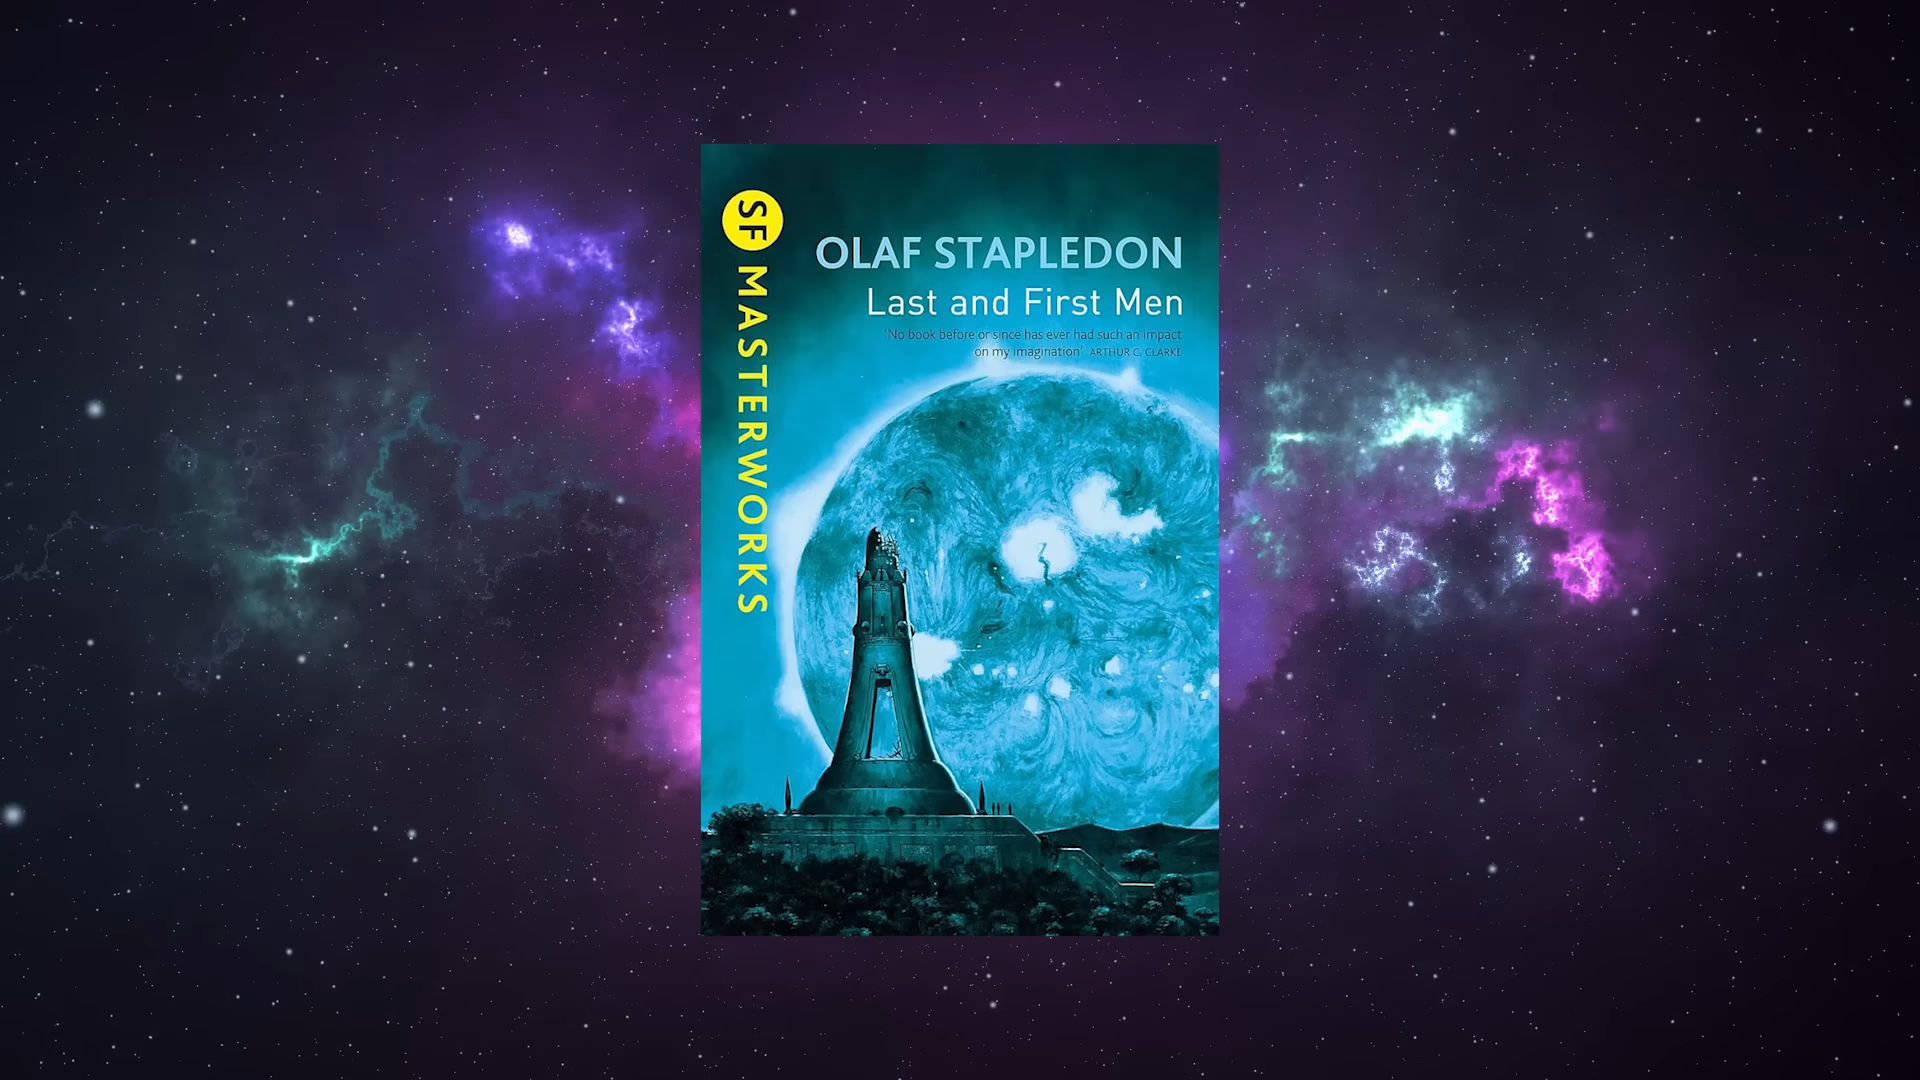 SF MASTERWORKS
OLAF STAPLEDON
Last and First Men
'No book before or since has ever had such an impact
on my imagination' ARTHUR C. CLARKE